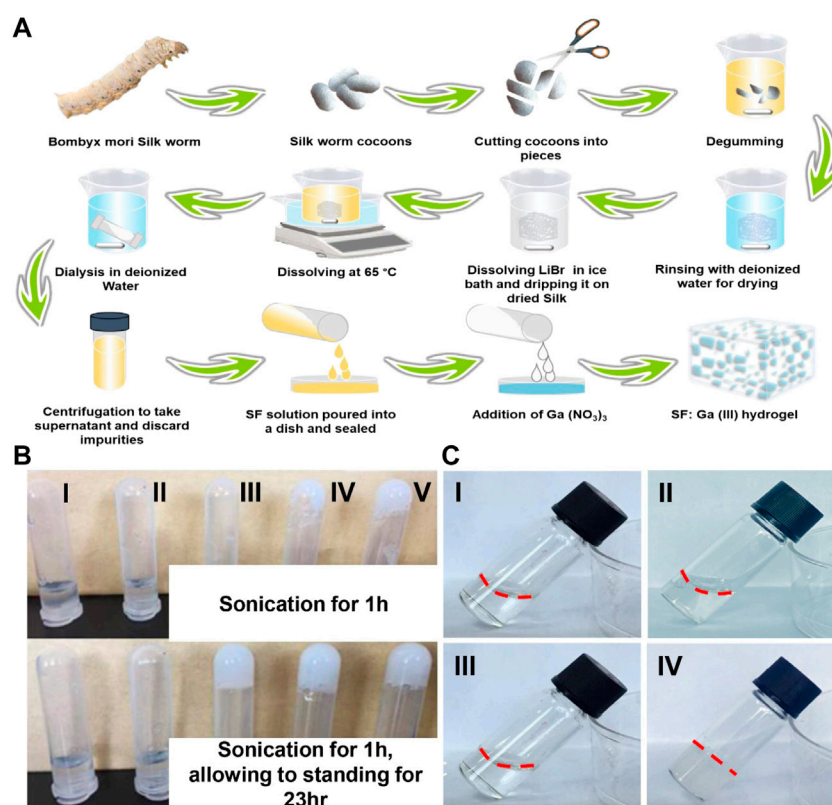 A
Bombyx mori Silk worm
Silk worm cocoons
Cutting cocoons into
pieces
Degumming
Dialysis in deionized
Water
Dissolving at 65 °C
Dissolving LiBr in ice
bath and dripping it on
dried Silk
Rinsing with deionized
water for drying
Centrifugation to take
supernatant and discard
impurities
SF solution poured into
a dish and sealed
Addition of Ga (NO₃)₃
SF: Ga (III) hydrogel
B
I II III IV V
Sonication for 1h
Sonication for 1h,
allowing to standing for
23hr
C
I
II
III
IV